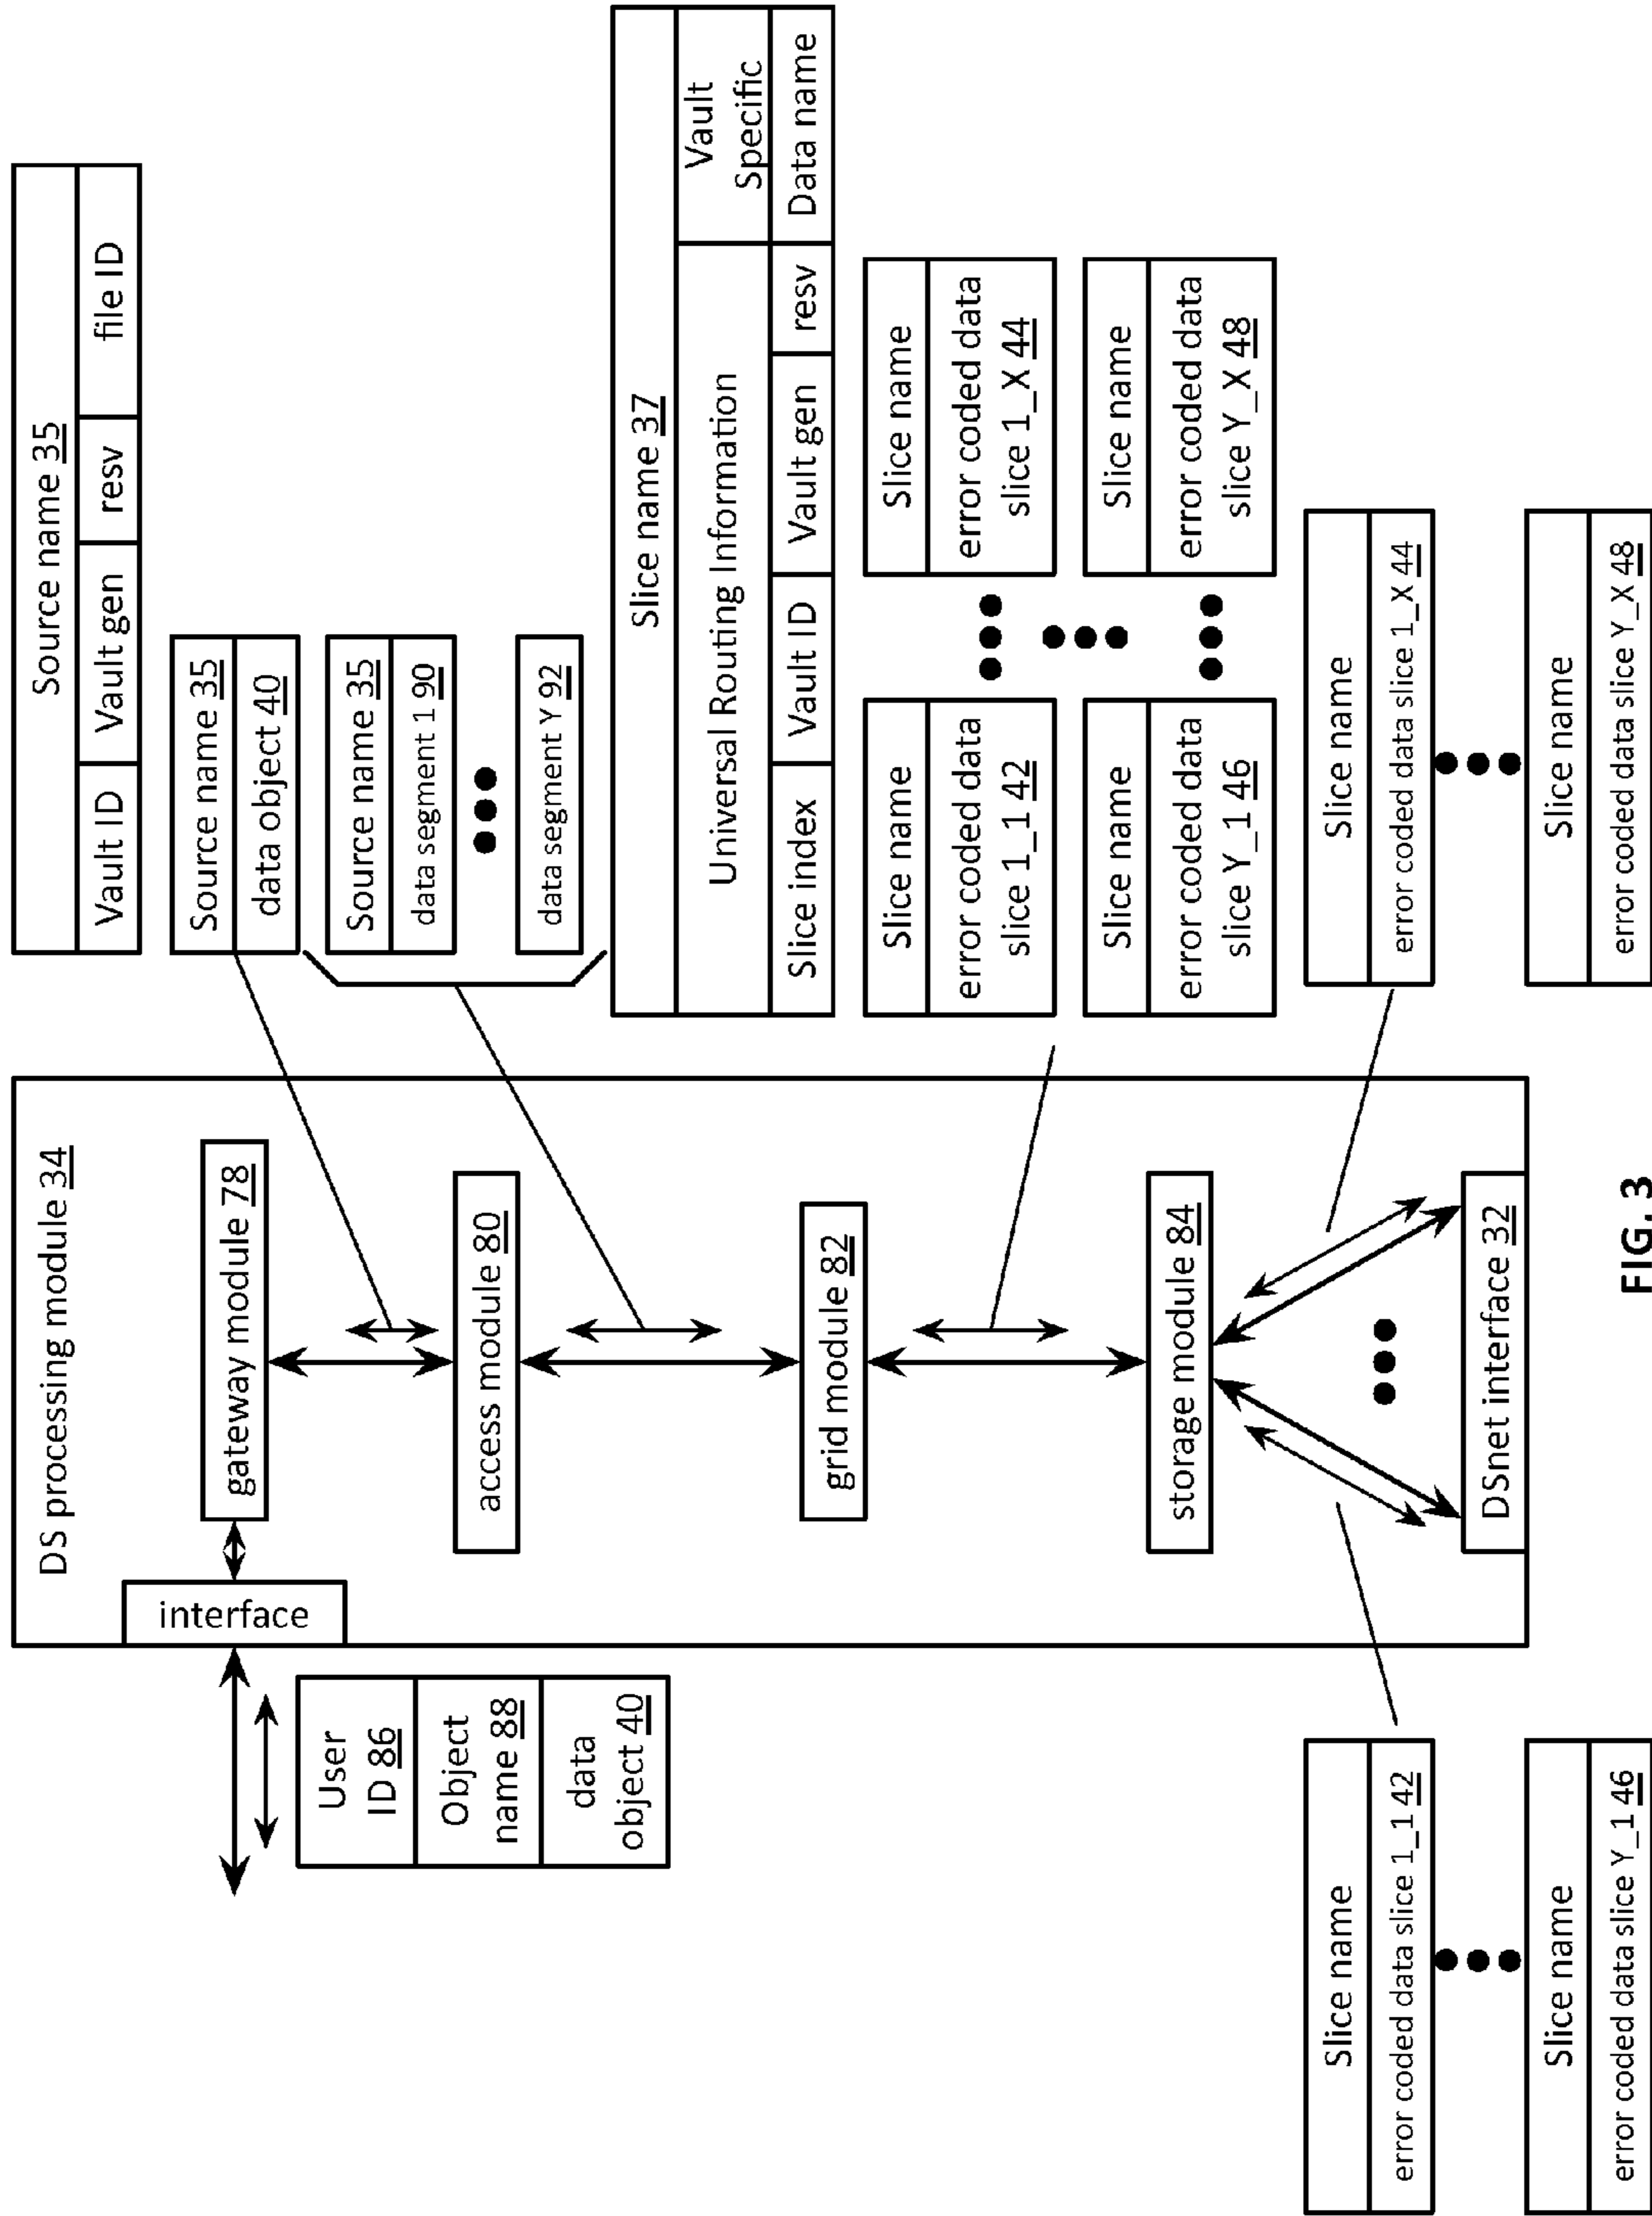 DS processing module 34
interface
gateway module 78
access module 80
grid module 82
storage module 84
DSnet interface 32
User
ID 86
Object
name 88
data
object 40
Source name 35
Vault ID
Vault gen
resv
file ID
Source name 35
data object 40
Source name 35
data segment 1 90
data segment Y 92
Slice name 37
Universal Routing Information
Vault
Specific
Slice index
Vault ID
Vault gen
resv
Data name
Slice name
error coded data
slice 1_1 42
Slice name
error coded data
slice 1_X 44
Slice name
error coded data
slice Y_1 46
Slice name
error coded data
slice Y_X 48
Slice name
error coded data slice 1_1 42
Slice name
error coded data slice Y_1 46
Slice name
error coded data slice 1_X 44
Slice name
error coded data slice Y_X 48
FIG. 3